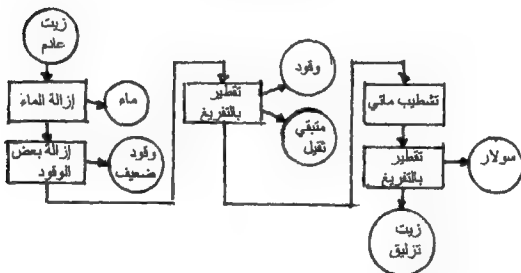 زيت
عادم
إزالة الماء
ماء
إزالة بعض
الوقود
وقود
ضعيف
تقطير
بالتفريغ
وقود
متبقي
ثقيل
تشطيب مائي
تقطير
بالتفريغ
سولار
زيت
تزليق